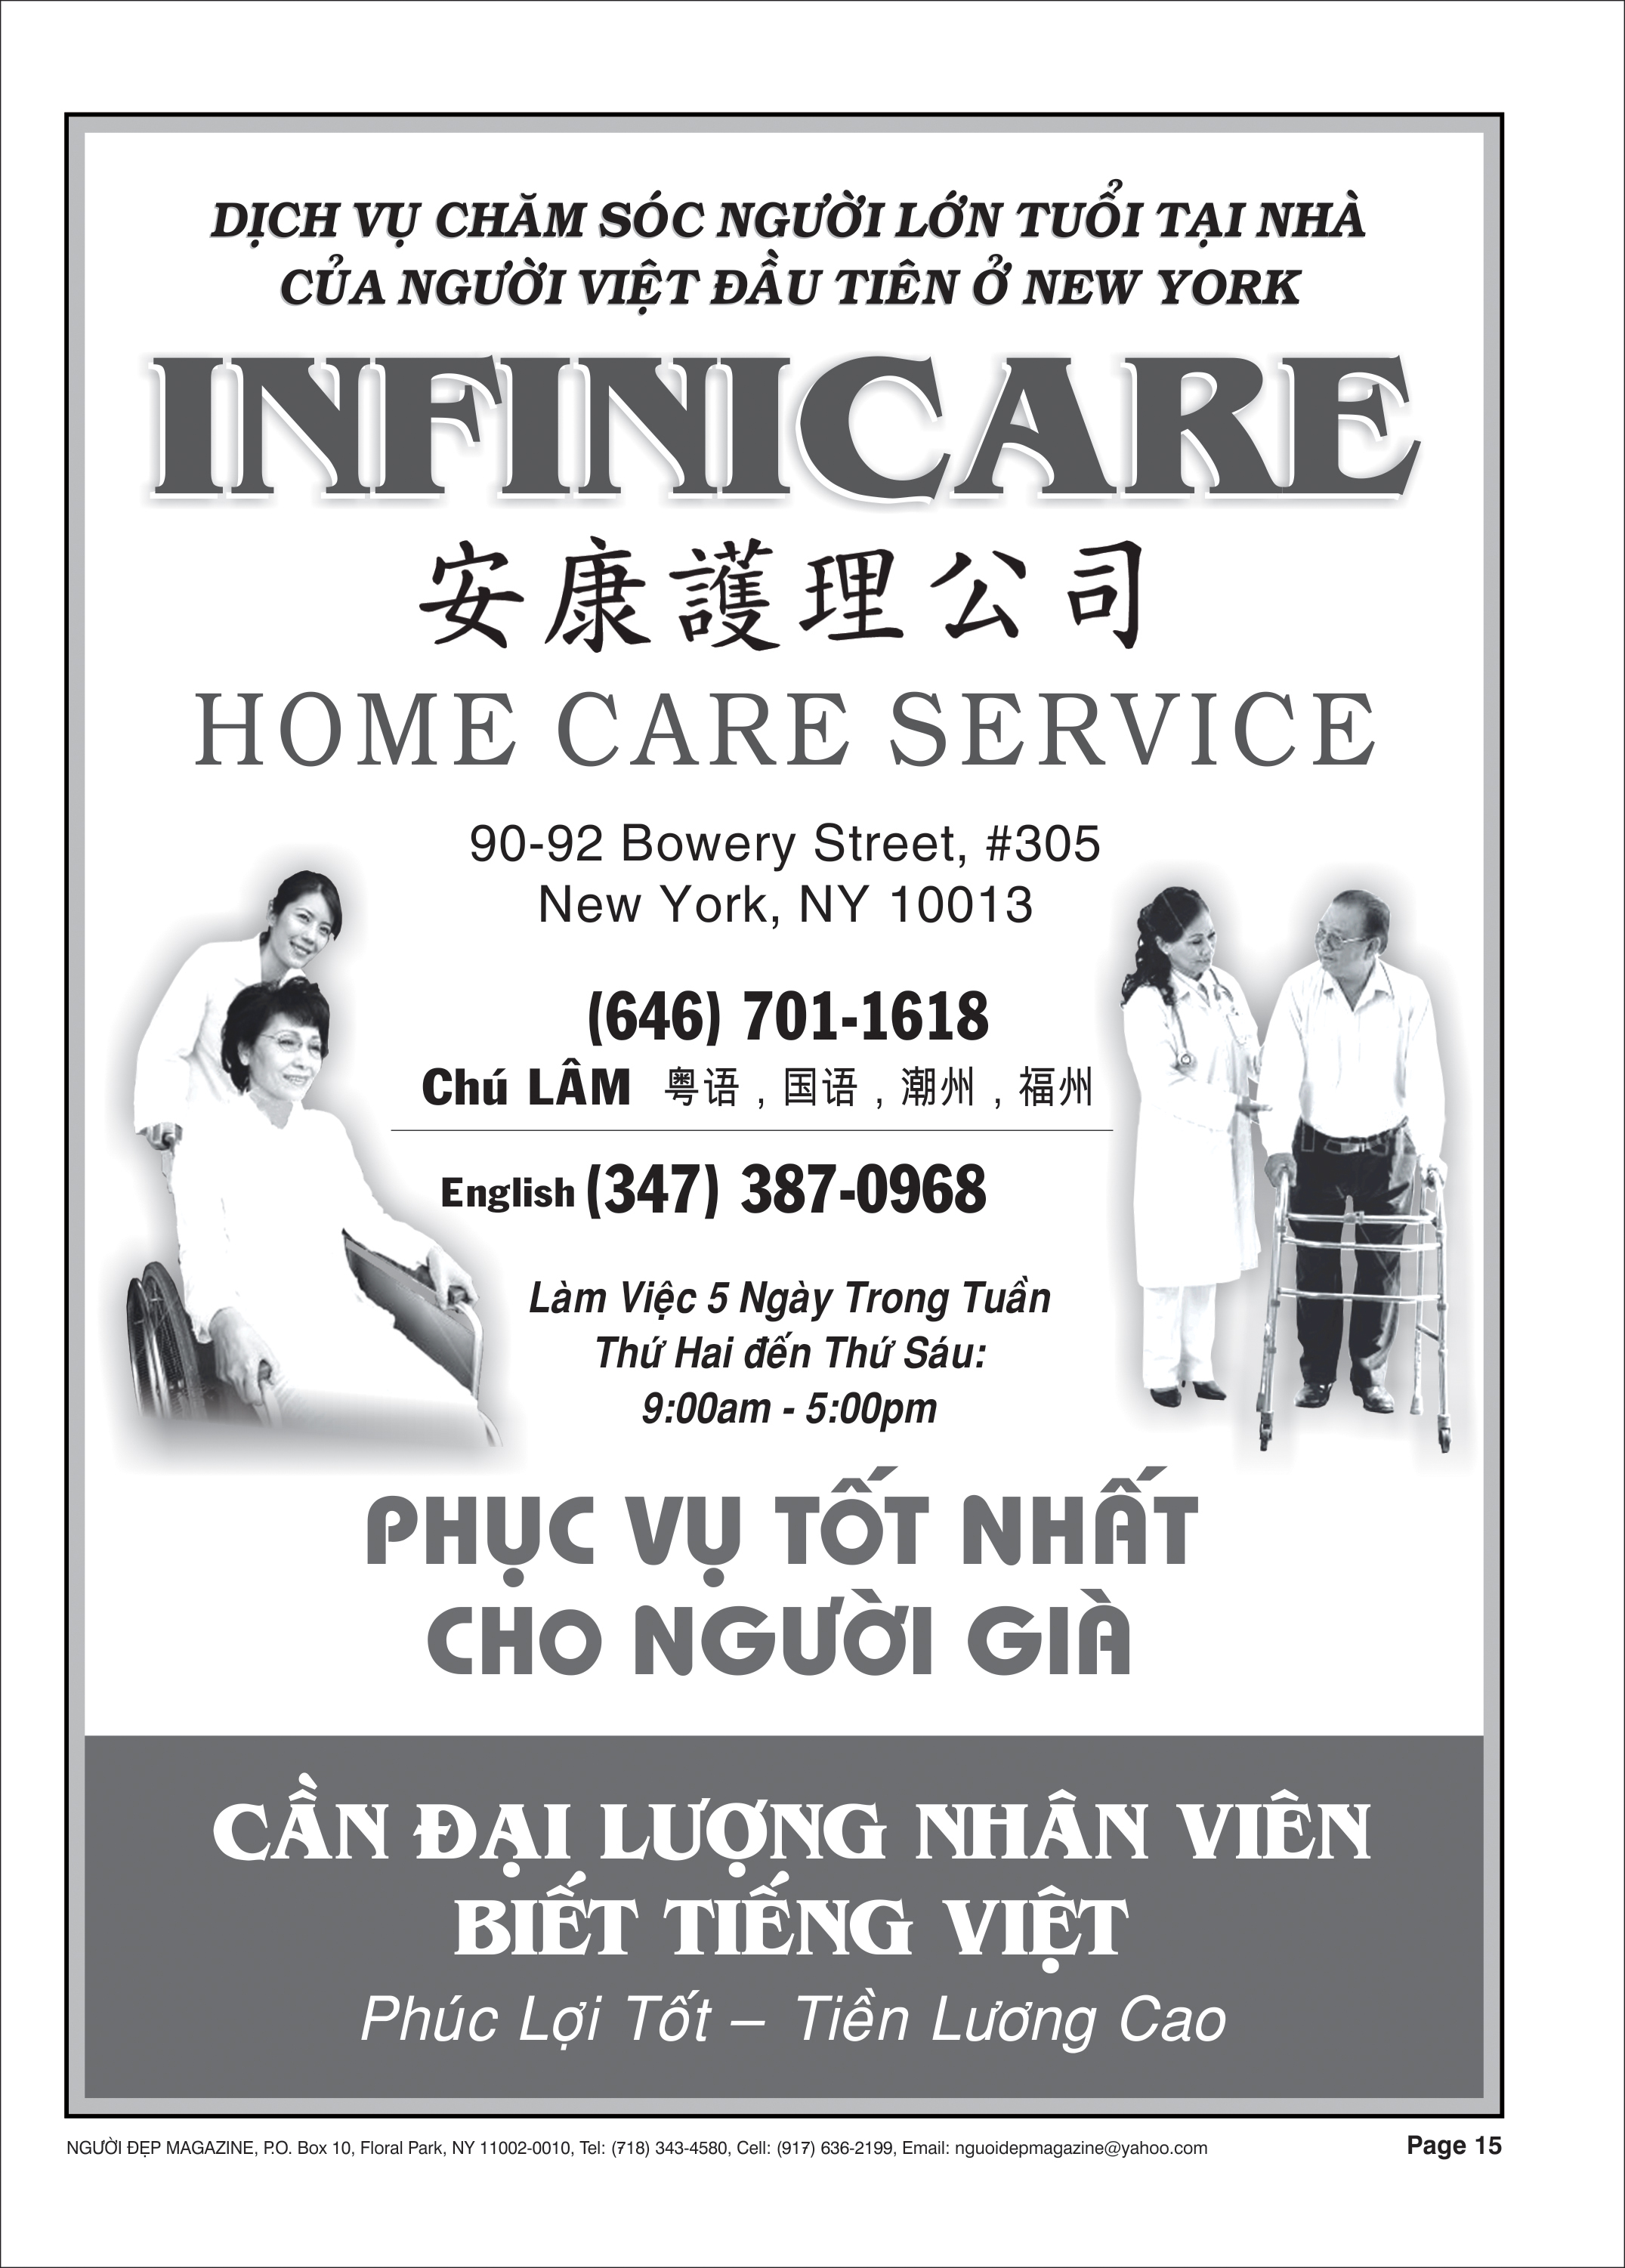 DỊCH VỤ CHĂM SÓC NGƯỜI LỚN TUỔI TẠI NHÀ
CỦA NGƯỜI VIỆT ĐẦU TIÊN Ở NEW YORK
INFINICARE
安康護理公司
HOME CARE SERVICE
90-92 Bowery Street, #305
New York, NY 10013
(646) 701-1618
Chú LÂM 粤语 , 国语 , 潮州 , 福州
English (347) 387-0968
Làm Việc 5 Ngày Trong Tuần
Thứ Hai đến Thứ Sáu:
9:00am - 5:00pm
PHỤC VỤ TỐT NHẤT
CHO NGƯỜI GIÀ
CẦN ĐẠI LƯỢNG NHÂN VIÊN
BIẾT TIẾNG VIỆT
Phúc Lợi Tốt – Tiền Lương Cao
NGƯỜI ĐẸP MAGAZINE, P.O. Box 10, Floral Park, NY 11002-0010, Tel: (718) 343-4580, Cell: (917) 636-2199, Email: nguoidepmagazine@yahoo.com Page 15